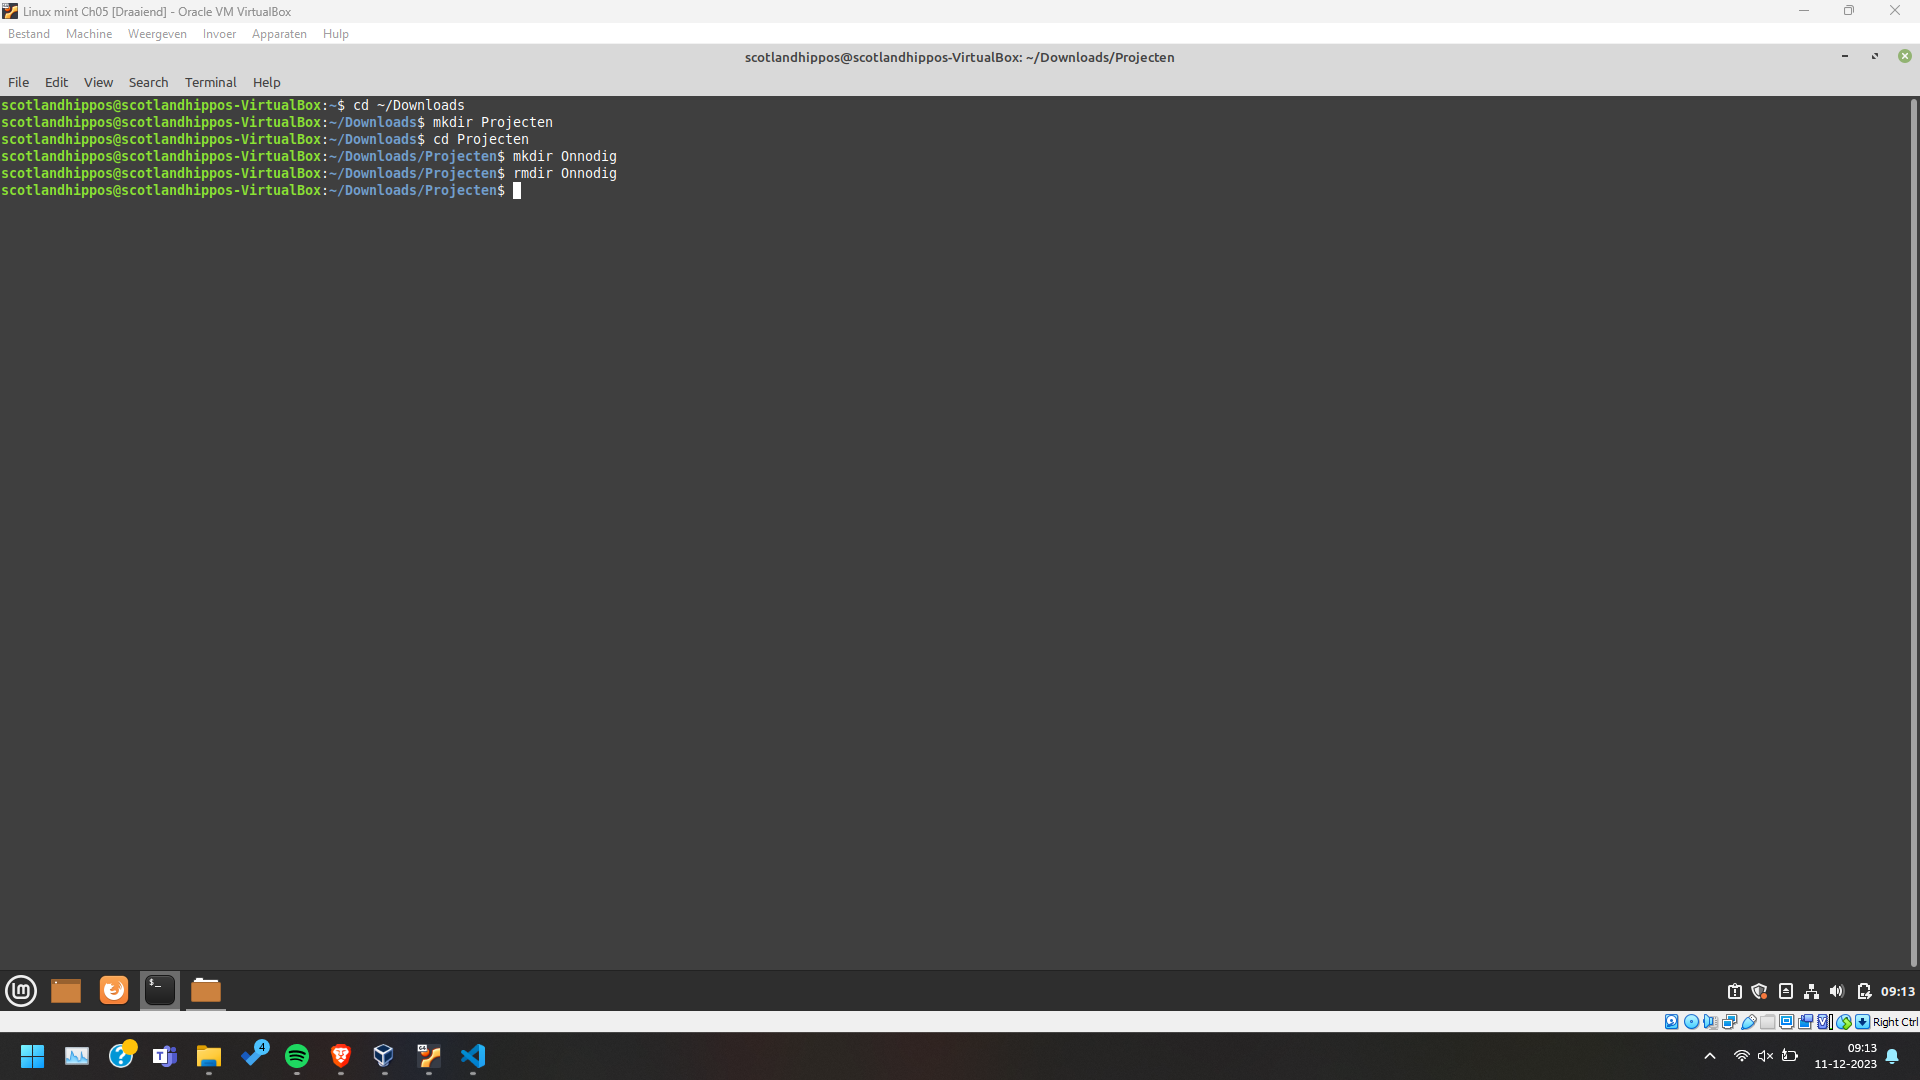 Linux mint Ch05 [Draaiend] - Oracle VM VirtualBox
Bestand Machine Weergeven Invoer Apparaten Hulp
scotlandhippos@scotlandhippos-VirtualBox: ~/Downloads/Projecten
File Edit View Search Terminal Help
scotlandhippos@scotlandhippos-VirtualBox:~$ cd ~/Downloads
scotlandhippos@scotlandhippos-VirtualBox:~/Downloads$ mkdir Projecten
scotlandhippos@scotlandhippos-VirtualBox:~/Downloads$ cd Projecten
scotlandhippos@scotlandhippos-VirtualBox:~/Downloads/Projecten$ mkdir Onnodig
scotlandhippos@scotlandhippos-VirtualBox:~/Downloads/Projecten$ rmdir Onnodig
scotlandhippos@scotlandhippos-VirtualBox:~/Downloads/Projecten$
09:13
Right Ctrl
4
09:13
11-12-2023